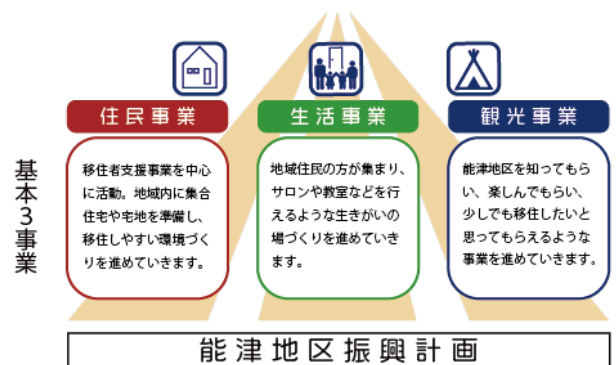 住民事業
生活事業
観光事業
基本3事業
移住者支援事業を中心
に活動。地域内に集合
住宅や宅地を準備し、
移住しやすい環境づく
りを進めていきます。
地域住民の方が集まり、
サロンや教室などを行
えるような生きがいの
場づくりを進めていき
ます。
能津地区を知ってもら
い、楽しんでもらい、
少しでも移住したいと
思ってもらえるような
事業を進めていきます。
能津地区振興計画